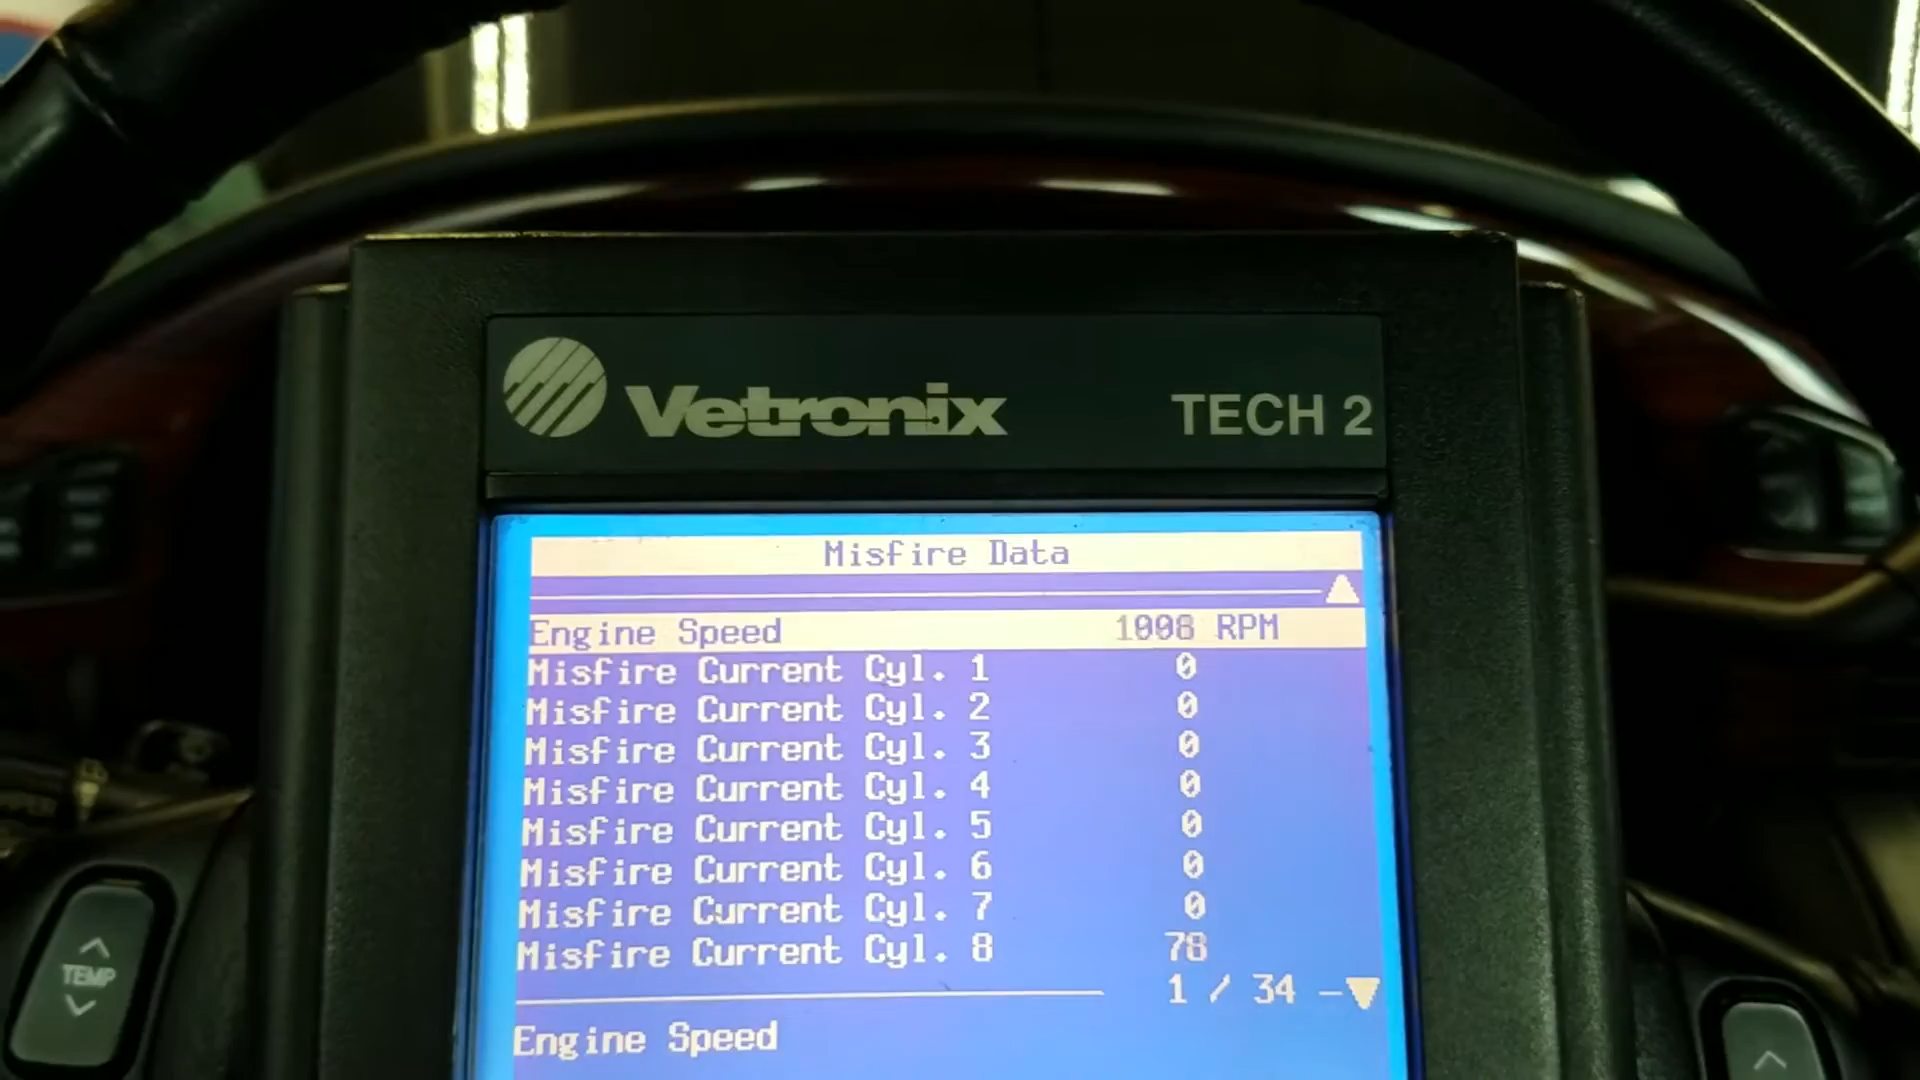 Vetronix TECH 2
Misfire Data
Engine Speed 1008 RPM
Misfire Current Cyl. 1 0
Misfire Current Cyl. 2 0
Misfire Current Cyl. 3 0
Misfire Current Cyl. 4 0
Misfire Current Cyl. 5 0
Misfire Current Cyl. 6 0
Misfire Current Cyl. 7 0
Misfire Current Cyl. 8 78
1 / 34
Engine Speed
TEMP